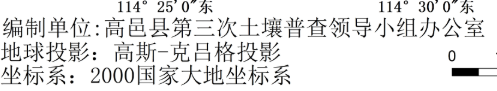 114° 25′0″东 114° 30′0″东
编制单位:高邑县第三次土壤普查领导小组办公室
地球投影：高斯-克吕格投影 0
坐标系：2000国家大地坐标系